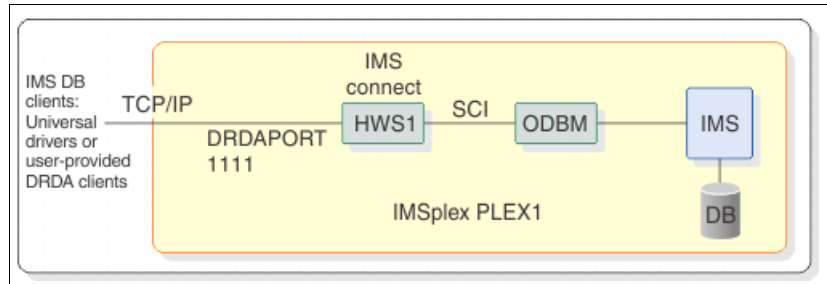 IMS DB
clients:
Universal
drivers or
user-provided
DRDA clients
TCP/IP
DRDAPORT
1111
IMS
connect
HWS1
SCI
ODBM
IMS
DB
IMSplex PLEX1